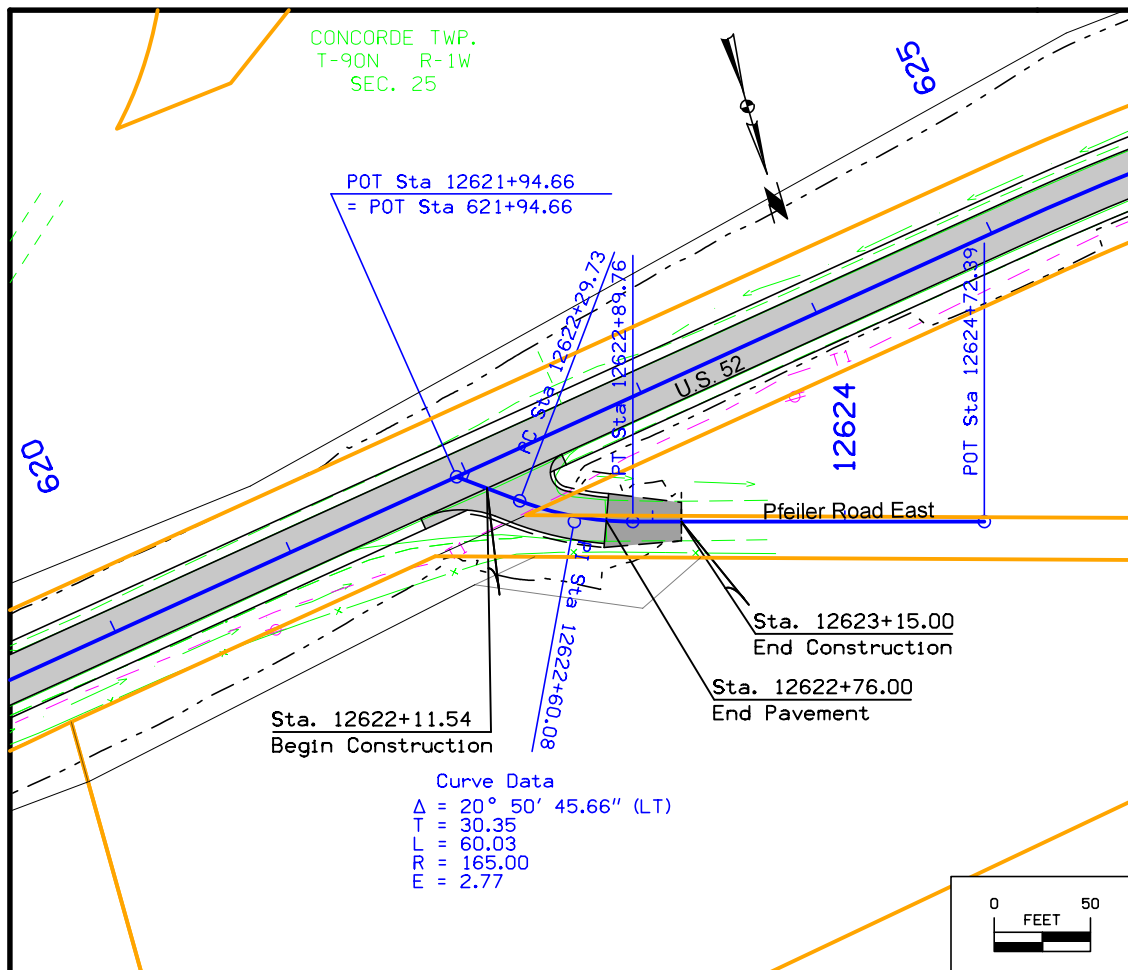 CONCORDE TWP.
T-90N R-1W
SEC. 25
625
POT Sta 12621+94.66
= POT Sta 621+94.66
PC Sta 12622+29.73
PT Sta 12622+89.76
POT Sta 12624+72.39
U.S. 52
T1
12624
620
Pfeiler Road East
T1
PI Sta 12622+60.08
Sta. 12623+15.00
End Construction
Sta. 12622+76.00
End Pavement
Sta. 12622+11.54
Begin Construction
Curve Data
Δ = 20° 50' 45.66" (LT)
T = 30.35
L = 60.03
R = 165.00
E = 2.77
0 50
FEET